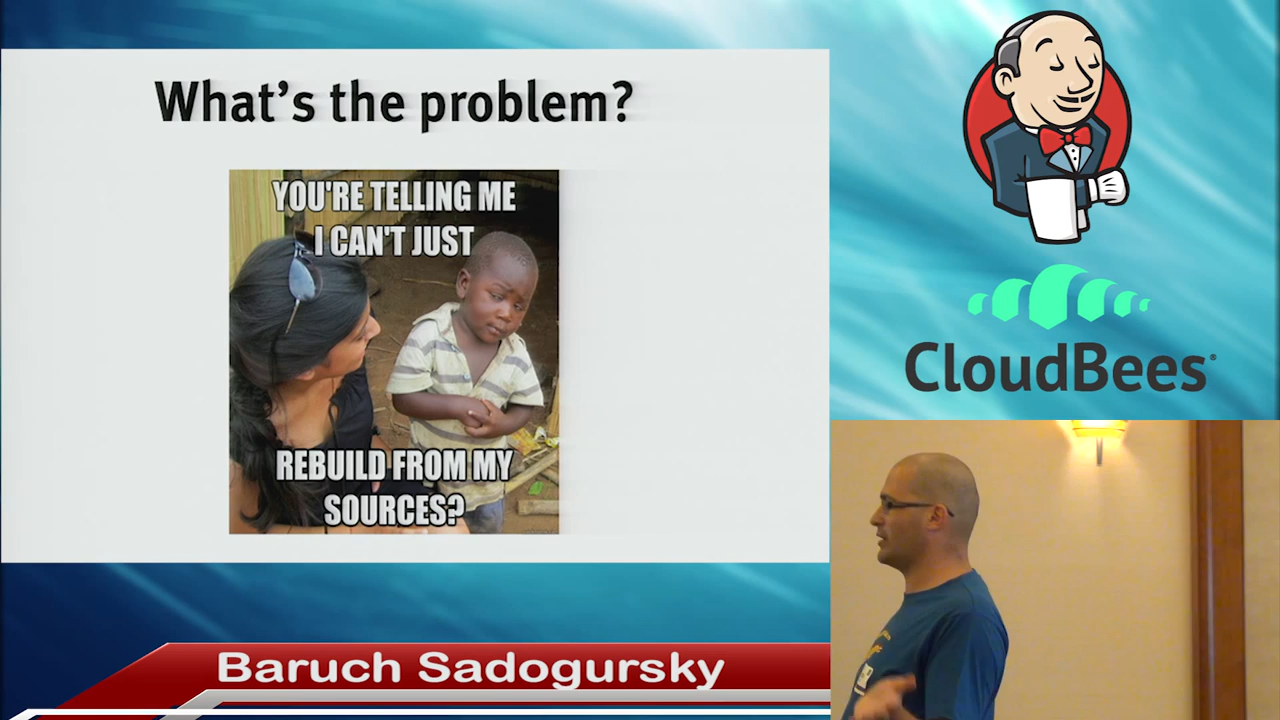 What's the problem?
YOU'RE TELLING ME
I CAN'T JUST
REBUILD FROM MY
SOURCES?
CloudBees
Baruch Sadogursky